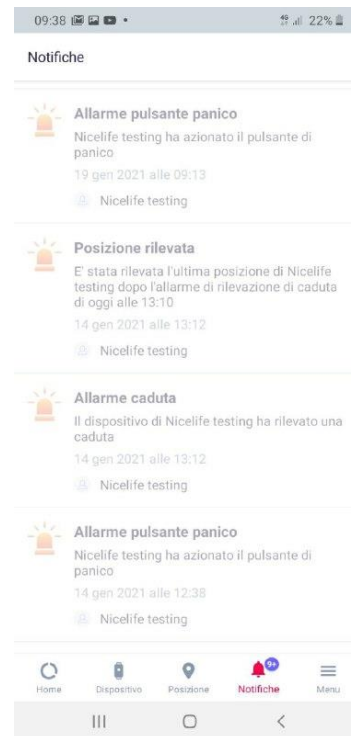 09:38
22%
Notifiche
Allarme pulsante panico
Nicelife testing ha azionato il pulsante di
panico
19 gen 2021 alle 09:13
Nicelife testing
Posizione rilevata
E' stata rilevata l'ultima posizione di Nicelife
testing dopo l'allarme di rilevazione di caduta
di oggi alle 13:10
14 gen 2021 alle 13:12
Nicelife testing
Allarme caduta
Il dispositivo di Nicelife testing ha rilevato una
caduta
14 gen 2021 alle 13:12
Nicelife testing
Allarme pulsante panico
Nicelife testing ha azionato il pulsante di
panico
14 gen 2021 alle 12:38
Nicelife testing
9+
Home Dispositivo Posizione Notifiche Menu